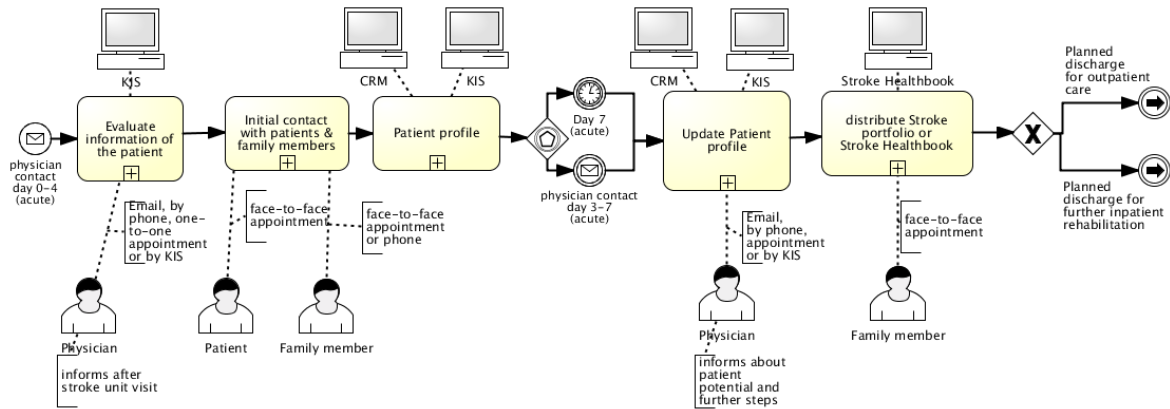 KIS
CRM
KIS
CRM
KIS
Stroke Healthbook
Planned
discharge
for outpatient
care
physician
contact
day 0-4
(acute)
Evaluate
information of
the patient
Initial contact
with patients &
family members
Patient profile
Day 7
(acute)
physician contact
day 3-7
(acute)
Update Patient
profile
distribute Stroke
portfolio or
Stroke Healthbook
X
Planned
discharge for
further inpatient
rehabilitation
Email, by
phone, one-
to-one
appointment
or by KIS
face-to-face
appointment
face-to-face
appointment
or phone
Email,
by phone,
appointment
or by KIS
face-to-face
appointment
Physician
Patient
Family member
Physician
Family member
informs after
stroke unit visit
informs about
patient
potential and
further steps